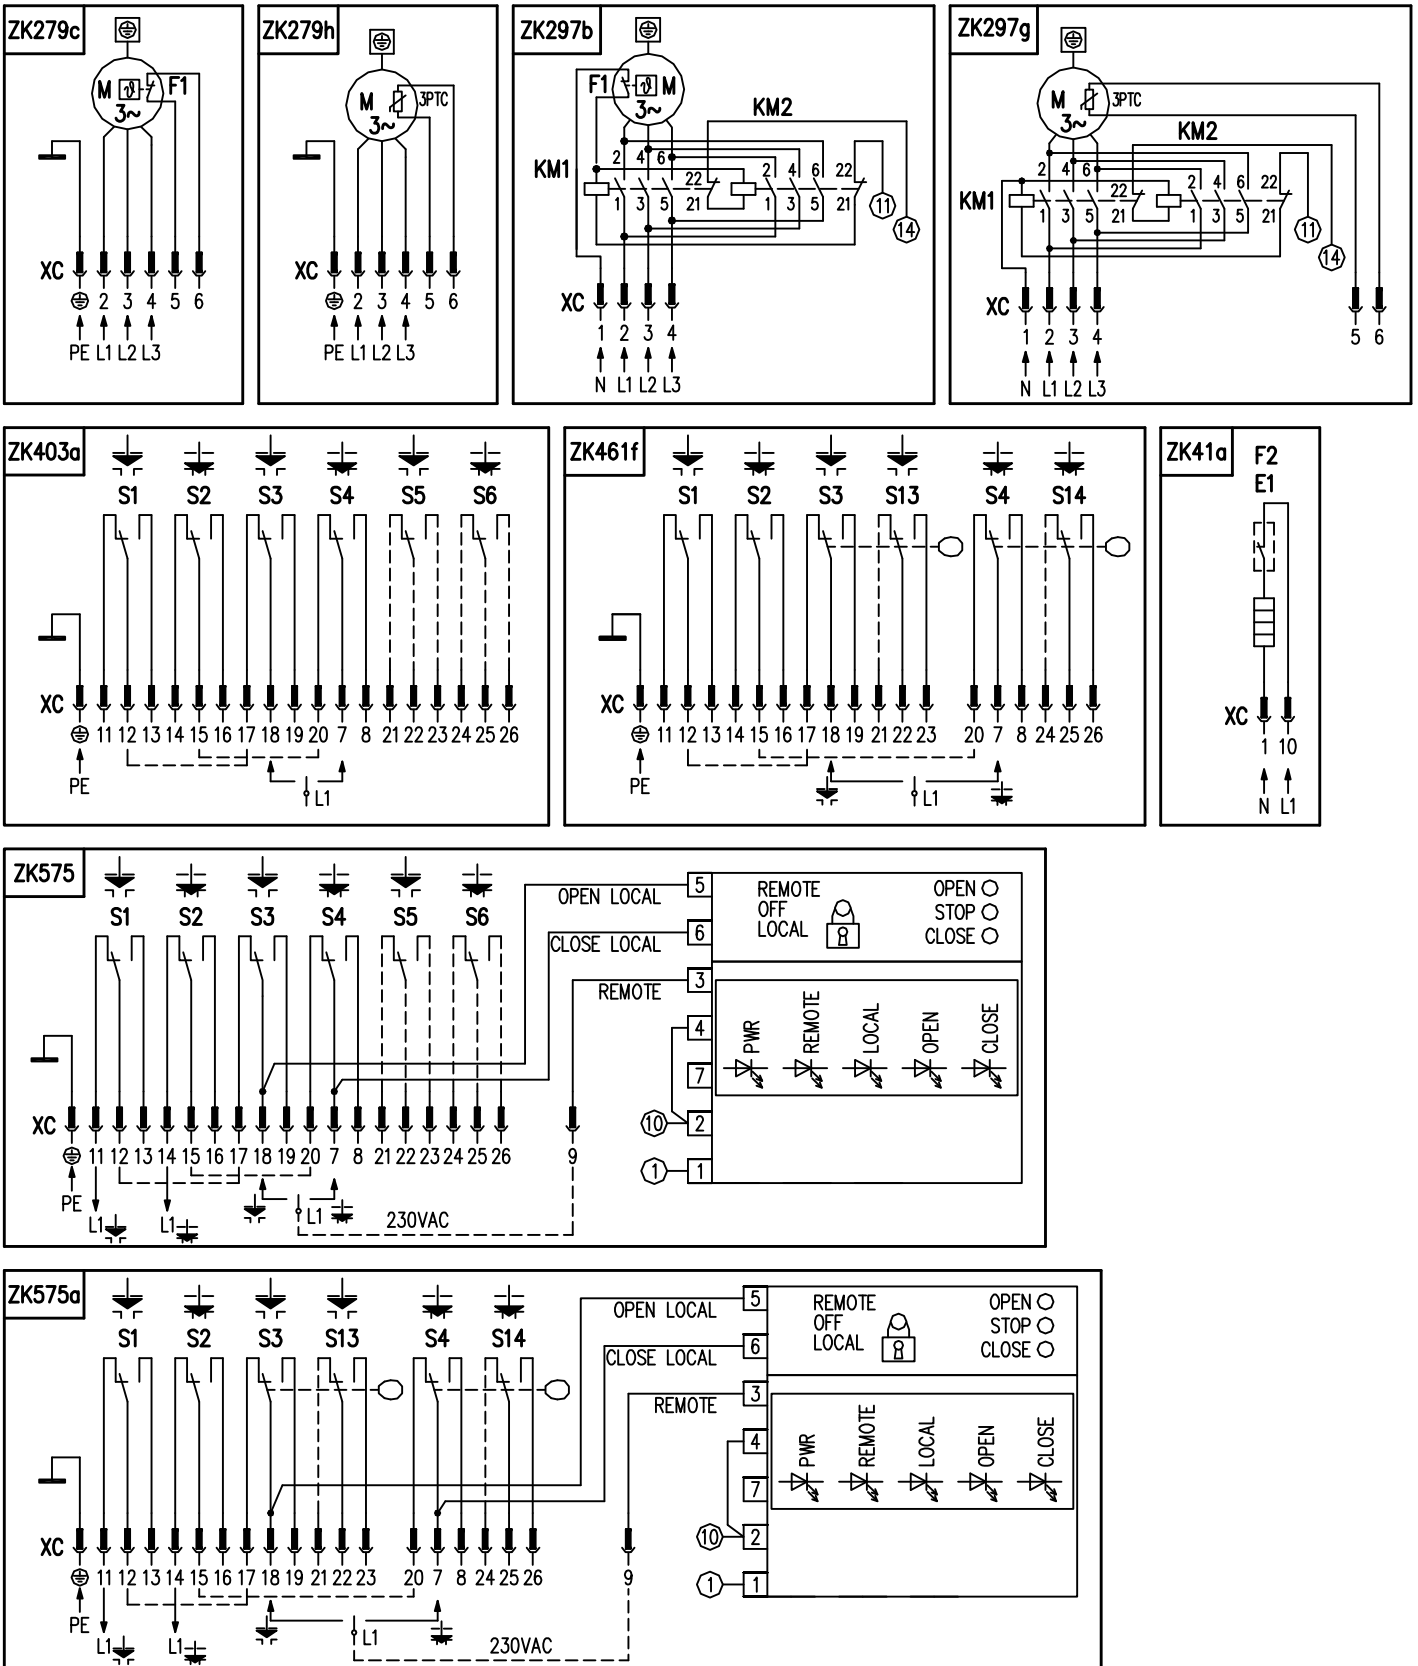 ZK279c
M ϑ F1
3~
XC
2 3 4 5 6
PE L1 L2 L3
ZK279h
M 3PTC
3~
XC
2 3 4 5 6
PE L1 L2 L3
ZK297b
F1 ϑ M
3~
KM2
KM1
2 4 6 22 2 4 6 22
1 3 5 21 1 3 5 21
11
14
XC
1 2 3 4
N L1 L2 L3
ZK297g
M 3PTC
3~
KM2
KM1
2 4 6 22 2 4 6 22
1 3 5 21 1 3 5 21
11
14
XC
1 2 3 4 5 6
N L1 L2 L3
ZK403a
S1 S2 S3 S4 S5 S6
XC
11 12 13 14 15 16 17 18 19 20 7 8 21 22 23 24 25 26
PE L1
ZK461f
S1 S2 S3 S13 S4 S14
XC
11 12 13 14 15 16 17 18 19 21 22 23 20 7 8 24 25 26
PE L1
ZK41a
F2
E1
XC
1 10
N L1
ZK575
S1 S2 S3 S4 S5 S6
OPEN LOCAL 5
CLOSE LOCAL 6
REMOTE 3
4
7
10 2
1 1
REMOTE
OFF
LOCAL
OPEN
STOP
CLOSE
PWR REMOTE LOCAL OPEN CLOSE
XC
11 12 13 14 15 16 17 18 19 20 7 8 21 22 23 24 25 26 9
PE L1 L1 L1 230VAC
ZK575a
S1 S2 S3 S13 S4 S14
OPEN LOCAL 5
CLOSE LOCAL 6
REMOTE 3
4
7
10 2
1 1
REMOTE
OFF
LOCAL
OPEN
STOP
CLOSE
PWR REMOTE LOCAL OPEN CLOSE
XC
11 12 13 14 15 16 17 18 19 21 22 23 20 7 8 24 25 26 9
PE L1 L1 L1 230VAC